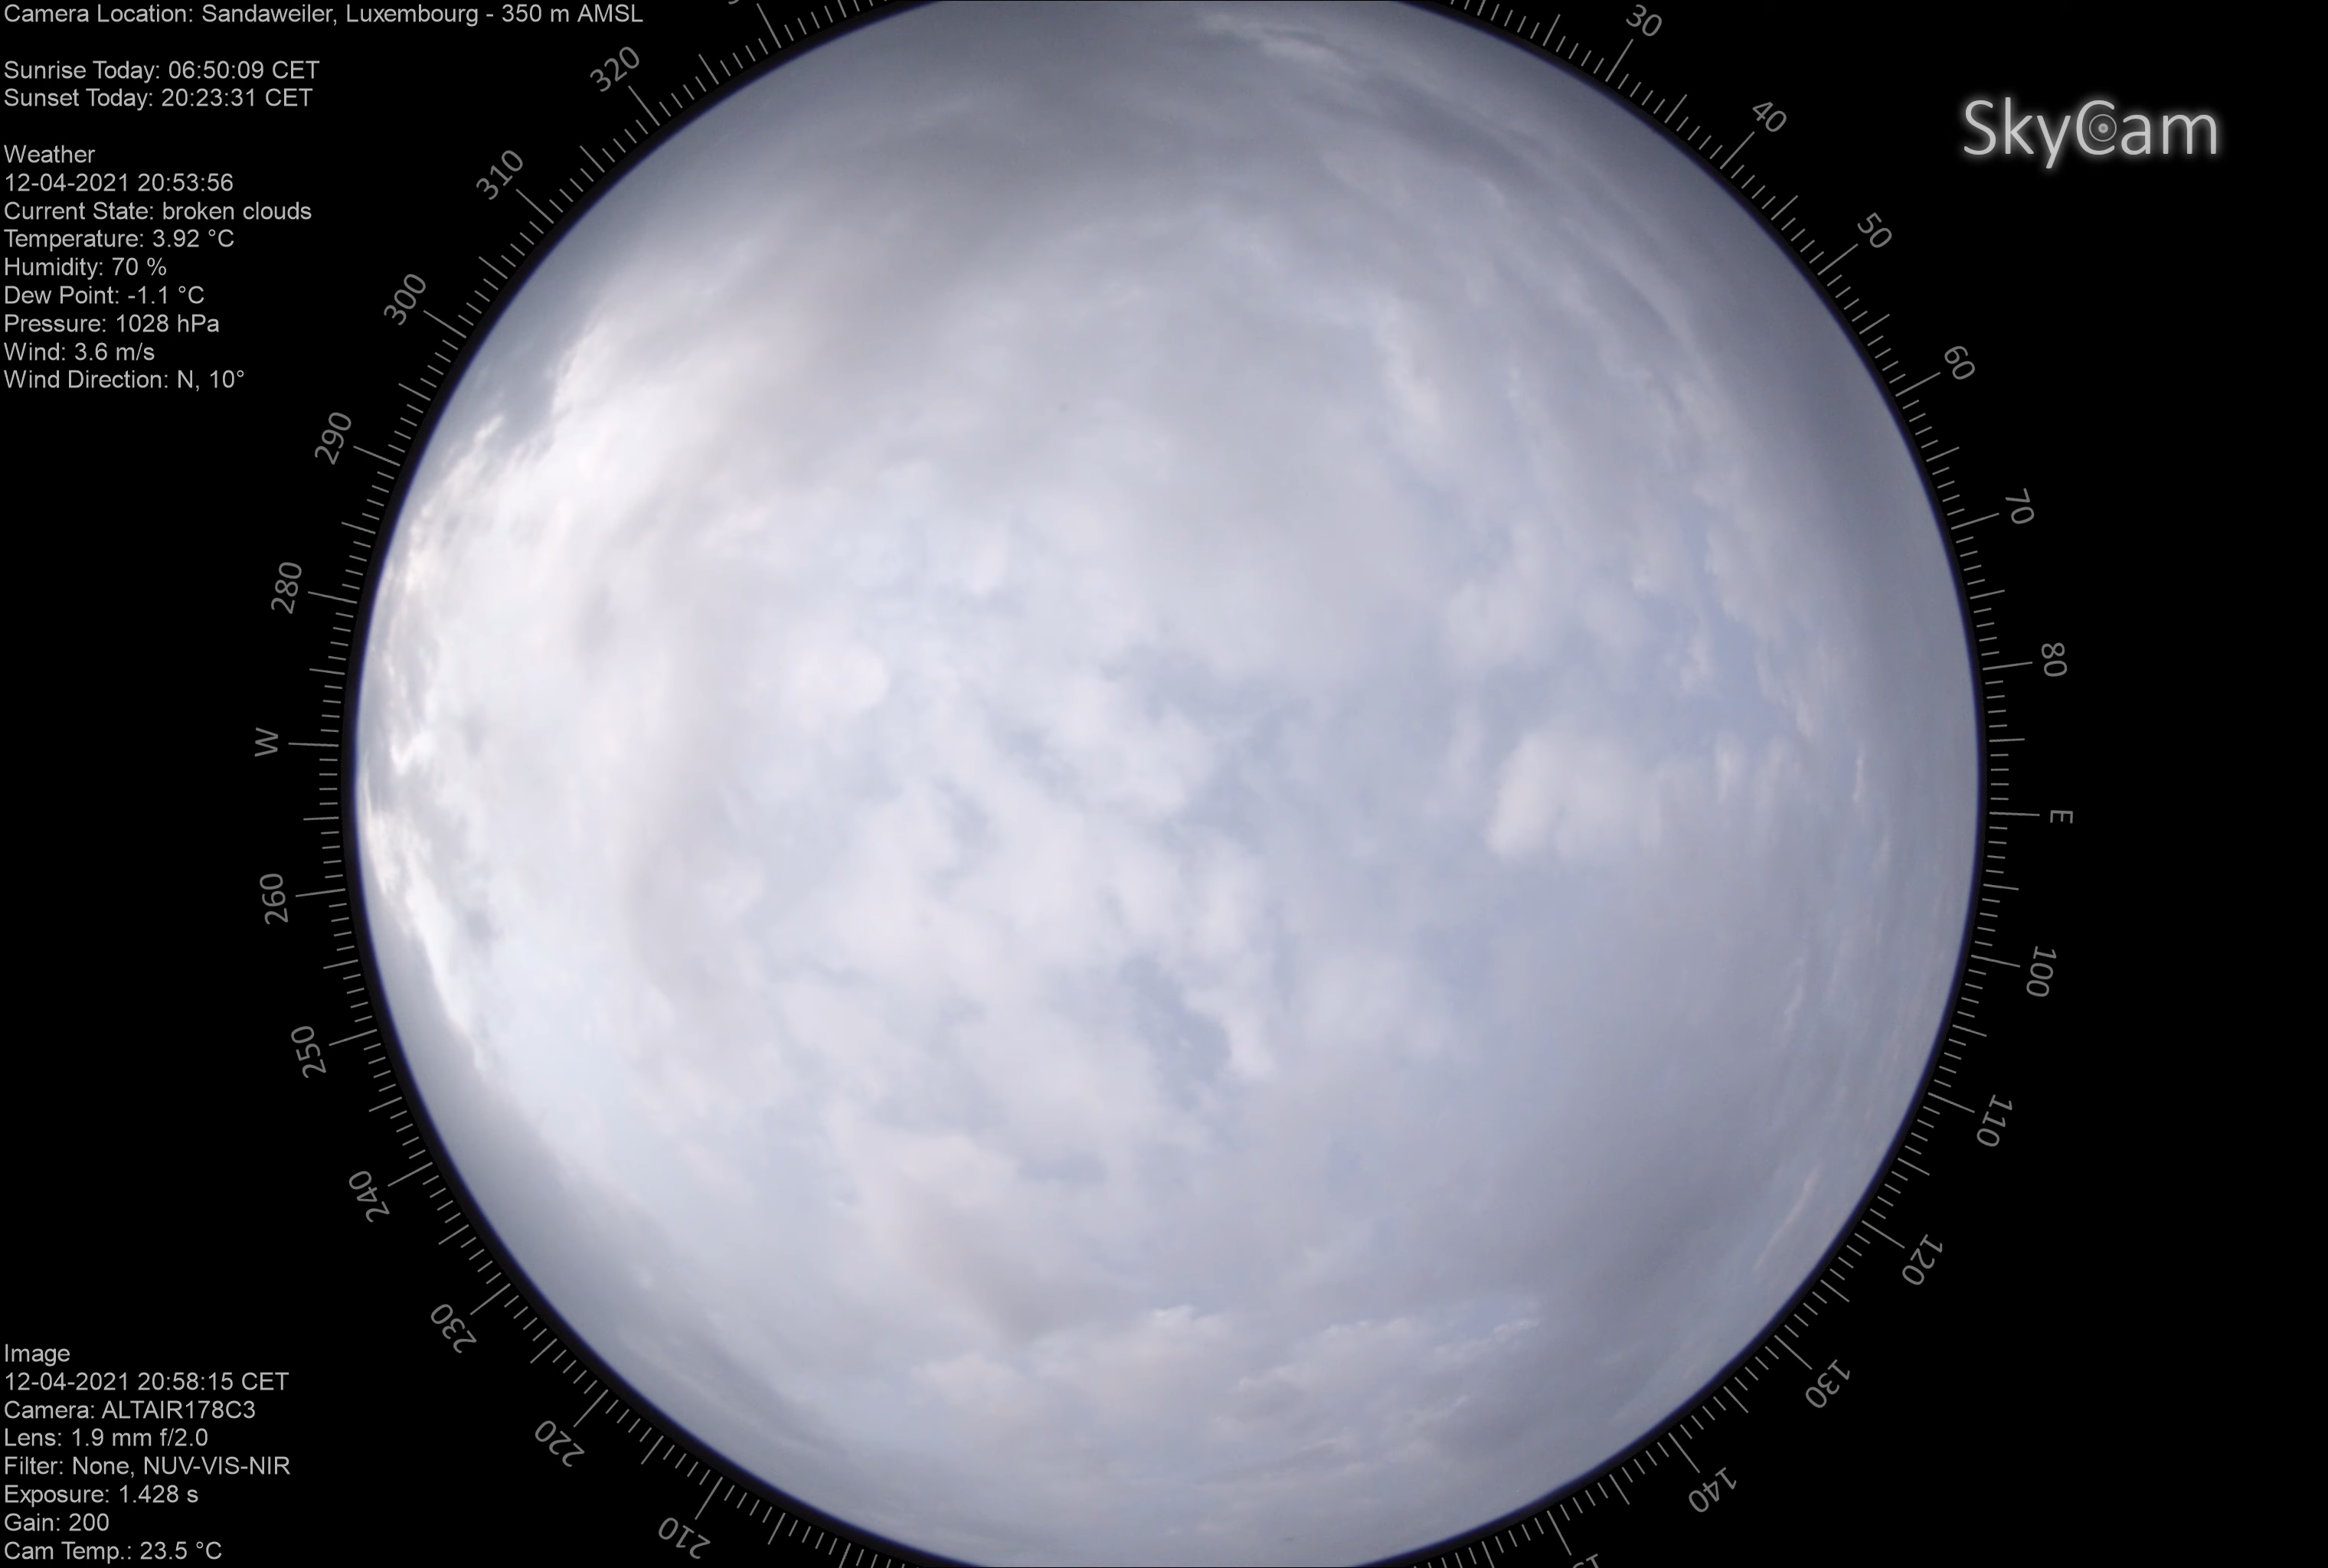 Camera Location: Sandaweiler, Luxembourg - 350 m AMSL
Sunrise Today: 06:50:09 CET
Sunset Today: 20:23:31 CET
Weather
12-04-2021 20:53:56
Current State: broken clouds
Temperature: 3.92 °C
Humidity: 70 %
Dew Point: -1.1 °C
Pressure: 1028 hPa
Wind: 3.6 m/s
Wind Direction: N, 10°
SkyCam
30
40
50
60
70
80
E
100
110
120
130
140
210
220
230
240
250
260
W
280
290
300
310
320
Image
12-04-2021 20:58:15 CET
Camera: ALTAIR178C3
Lens: 1.9 mm f/2.0
Filter: None, NUV-VIS-NIR
Exposure: 1.428 s
Gain: 200
Cam Temp.: 23.5 °C